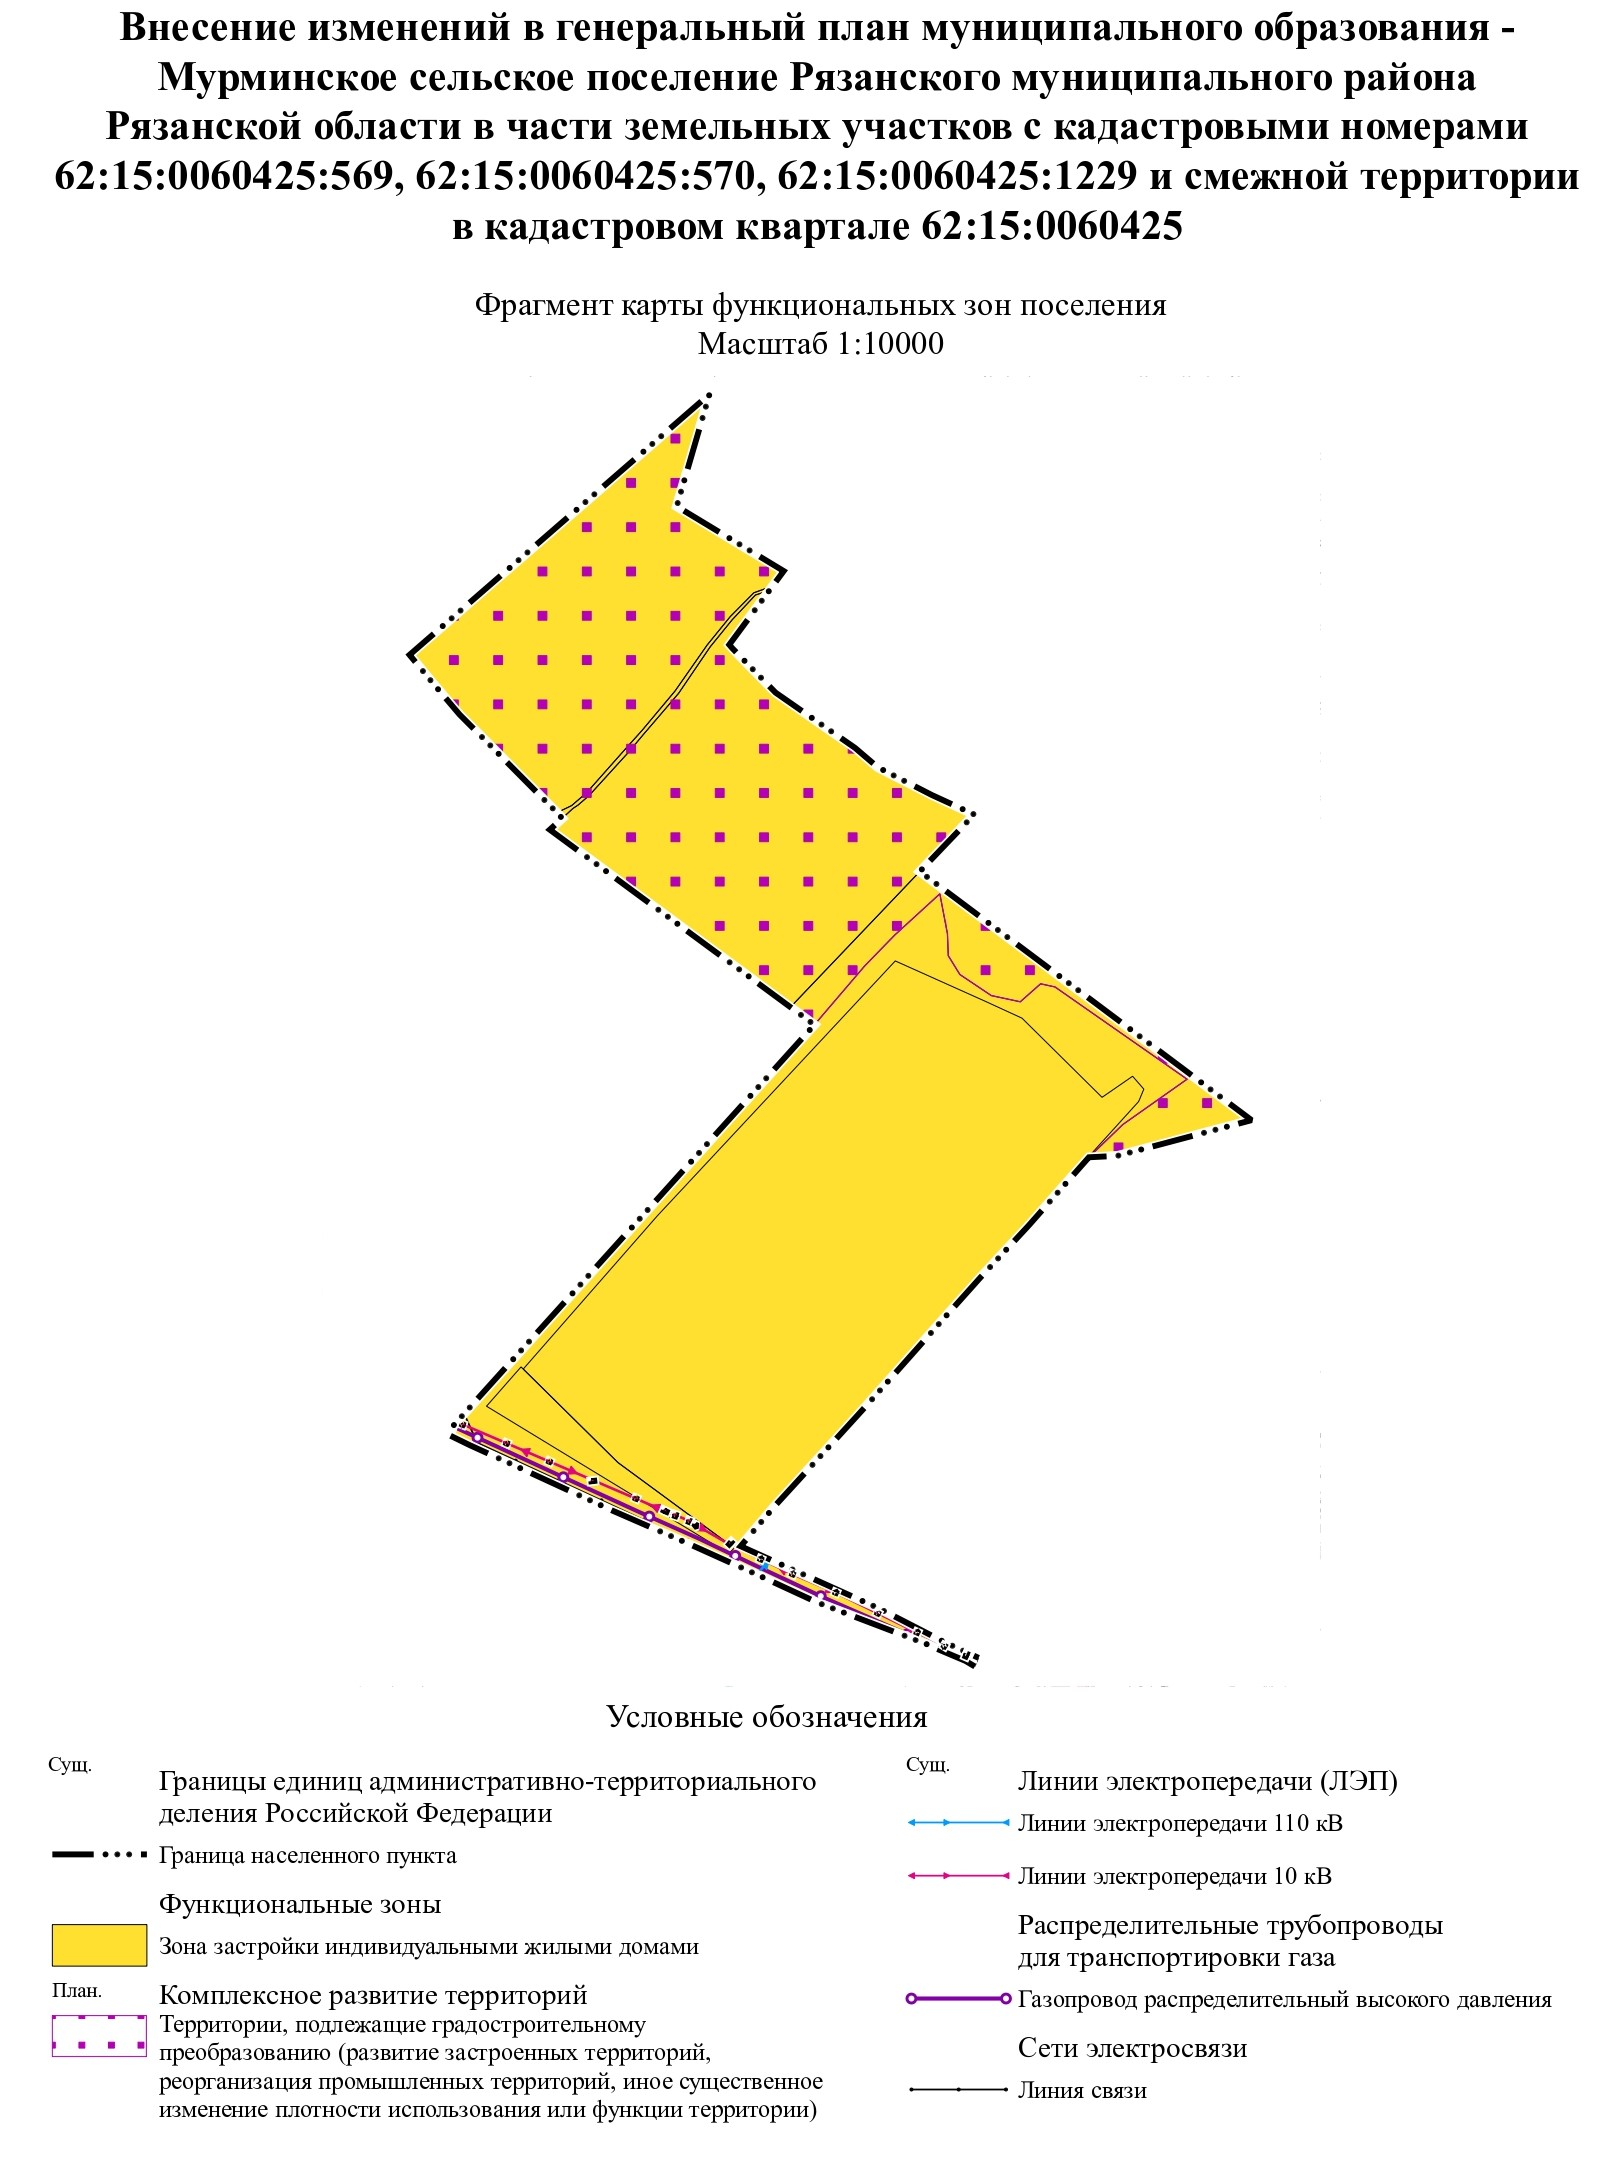 Внесение изменений в генеральный план муниципального образования -
Мурминское сельское поселение Рязанского муниципального района
Рязанской области в части земельных участков с кадастровыми номерами
62:15:0060425:569, 62:15:0060425:570, 62:15:0060425:1229 и смежной территории
в кадастровом квартале 62:15:0060425
Фрагмент карты функциональных зон поселения
Масштаб 1:10000
Условные обозначения
Сущ.
Границы единиц административно-территориального
деления Российской Федерации
Граница населенного пункта
Функциональные зоны
Зона застройки индивидуальными жилыми домами
План.
Комплексное развитие территорий
Территории, подлежащие градостроительному
преобразованию (развитие застроенных территорий,
реорганизация промышленных территорий, иное существенное
изменение плотности использования или функции территории)
Сущ.
Линии электропередачи (ЛЭП)
Линии электропередачи 110 кВ
Линии электропередачи 10 кВ
Распределительные трубопроводы
для транспортировки газа
Газопровод распределительный высокого давления
Сети электросвязи
Линия связи